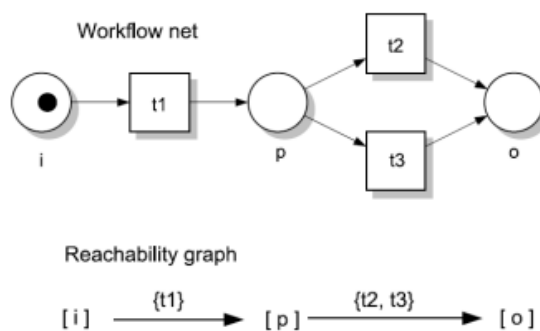 Workflow net
t2
t1
i
p
t3
o
Reachability graph
{t1}
{t2, t3}
[ i ]
[ p ]
[ o ]